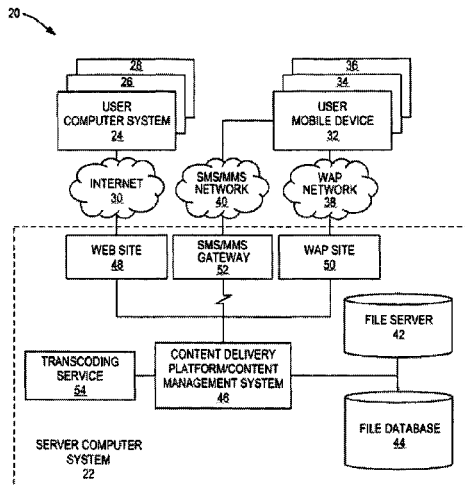 20
28
26
USER
COMPUTER SYSTEM
24
36
34
USER
MOBILE DEVICE
32
INTERNET
30
SMS/MMS
NETWORK
40
WAP
NETWORK
38
WEB SITE
48
SMS/MMS
GATEWAY
52
WAP SITE
50
FILE SERVER
42
TRANSCODING
SERVICE
54
CONTENT DELIVERY
PLATFORM/CONTENT
MANAGEMENT SYSTEM
46
FILE DATABASE
44
SERVER COMPUTER
SYSTEM
22